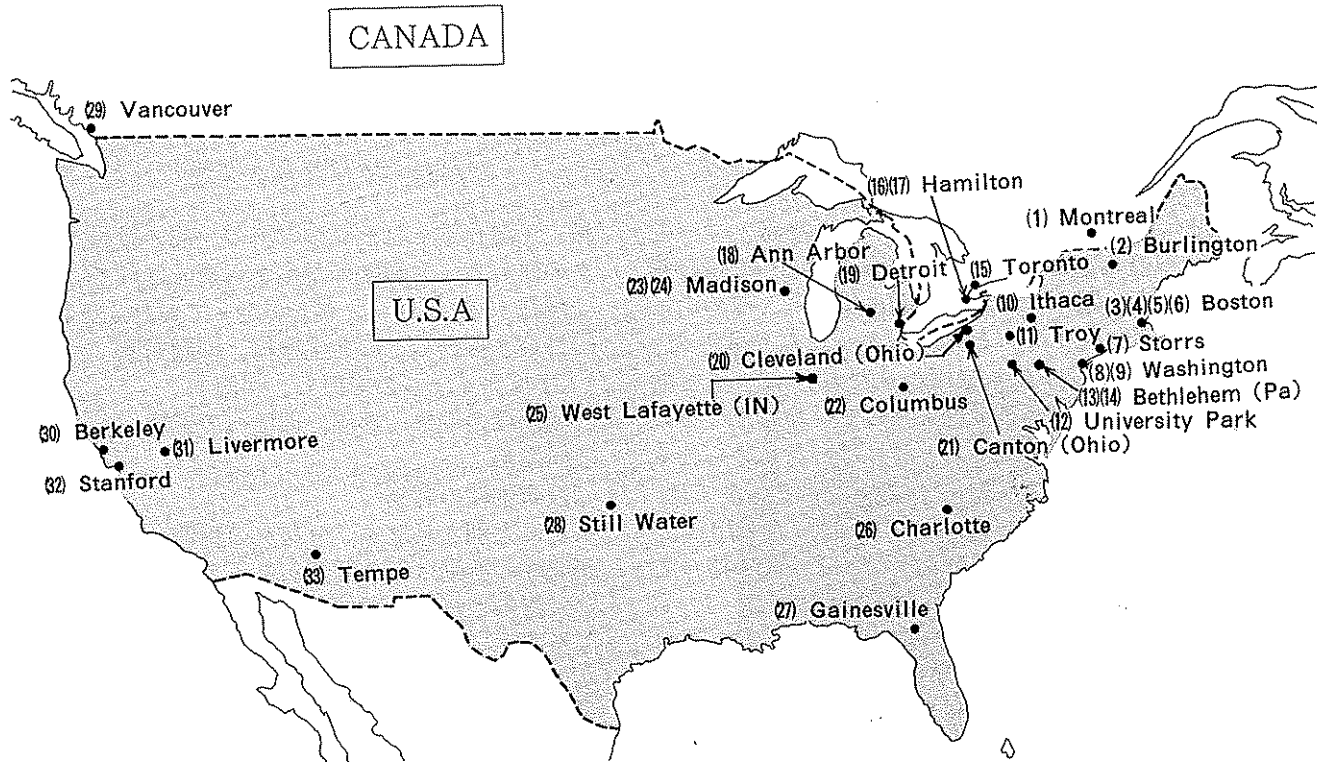 CANADA
(29) Vancouver
(16)(17) Hamilton
(1) Montreal
(2) Burlington
(18) Ann Arbor
(19) Detroit
(15) Toronto
(23)(24) Madison
U.S.A
(10) Ithaca
(3)(4)(5)(6) Boston
(11) Troy
(7) Storrs
(20) Cleveland (Ohio)
(8)(9) Washington
(13)(14) Bethlehem (Pa)
(25) West Lafayette (IN)
(22) Columbus
(12) University Park
(30) Berkeley
(31) Livermore
(21) Canton (Ohio)
(32) Stanford
(28) Still Water
(26) Charlotte
(33) Tempe
(27) Gainesville